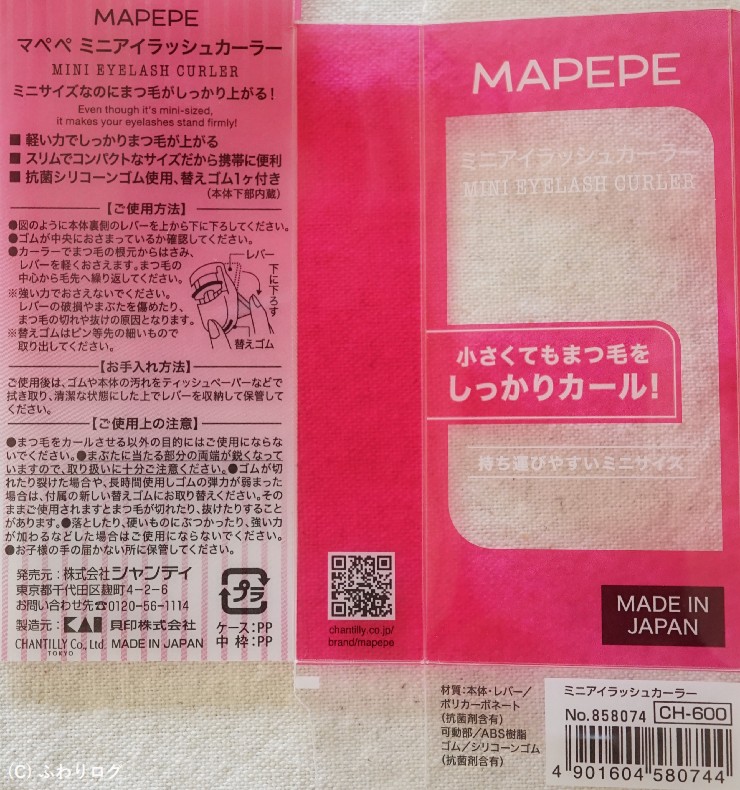 MAPEPE
マペペ ミニアイラッシュカーラー
MINI EYELASH CURLER
ミニサイズなのにまつ毛がしっかり上がる!
Even though it's mini-sized,
it makes your eyelashes stand firmly!
■ 軽い力でしっかりまつ毛が上がる
■ スリムでコンパクトなサイズだから携帯に便利
■ 抗菌シリコーンゴム使用、替えゴム1ヶ付き
(本体下部内蔵)
【ご使用方法】
●図のように本体裏側のレバーを上から下に下ろしてください。
●ゴムが中央におさまっているか確認してください。
●カーラーでまつ毛の根元からはさみ、
レバーを軽くおさえます。まつ毛の
中心から毛先へ繰り返してください。
※強い力でおさえないでください。
レバーの破損やまぶたを傷めたり、
まつ毛の切れや抜けの原因となります。
※替えゴムはピン等先の細いもので
取り出してください。
レバー
下に下ろす
替えゴム
【お手入れ方法】
ご使用後は、ゴムや本体の汚れをティッシュペーパーなどで
拭き取り、清潔な状態にした上でレバーを収納して保管して
ください。
【ご使用上の注意】
●まつ毛をカールさせる以外の目的にはご使用にならな
いでください。●まぶたに当たる部分の両端が鋭くなって
いますので、取り扱いに十分ご注意ください。●ゴムが切
れたり裂けた場合や、長時間使用しゴムの弾力が弱まった
場合は、付属の新しい替えゴムにお取り替えください。その
ままご使用されますとまつ毛が切れたり、抜けたりすること
があります。●落としたり、硬いものにぶつかったり、強い力
が加わるなどした場合はご使用にならないでください。
●お子様の手の届かない所に保管してください。
発売元:株式会社シャンティ
東京都千代田区麹町4-2-6
お問い合わせ先☎0120-56-1114
製造元:KAI 貝印株式会社
CHANTILLY Co., Ltd. MADE IN JAPAN
TOKYO
プラ
ケース:PP
中 枠:PP
chantilly.co.jp/
brand/mapepe
MAPEPE
ミニアイラッシュカーラー
MINI EYELASH CURLER
小さくてもまつ毛を
しっかりカール!
持ち運びやすいミニサイズ
MADE IN
JAPAN
材質:本体・レバー/
ポリカーボネート
(抗菌剤含有)
可動部/ABS樹脂
ゴム/シリコーンゴム
(抗菌剤含有)
ミニアイラッシュカーラー
No.858074 CH-600
4 901604 580744
(C) ふわりログ